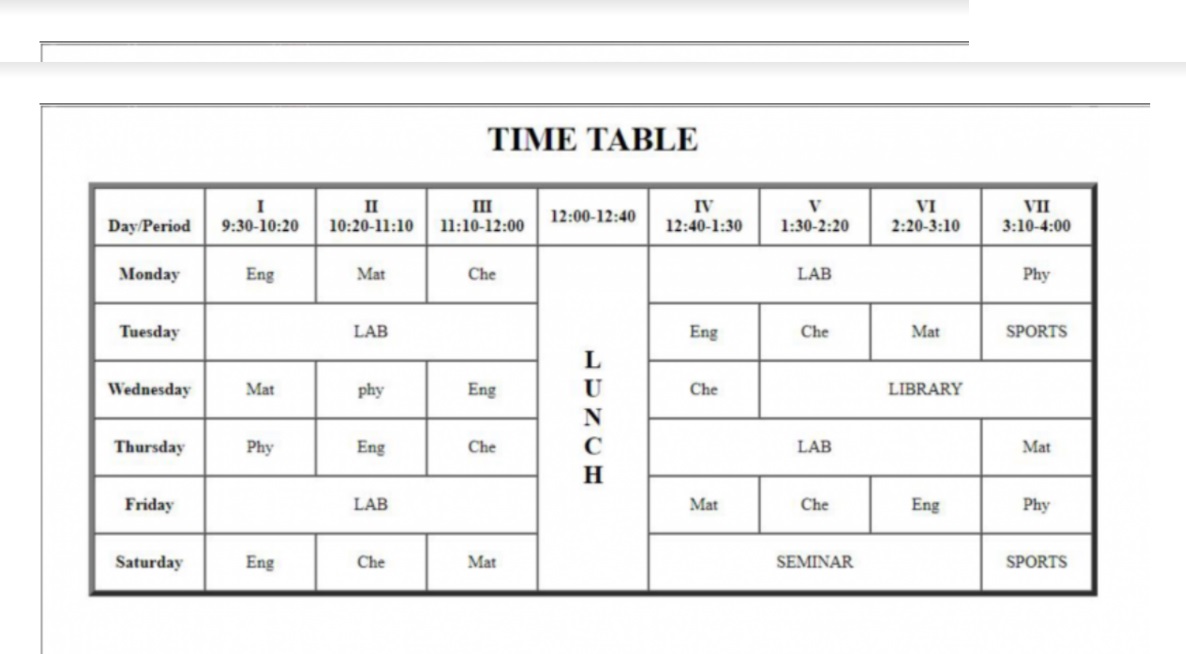 TIME TABLE
Day/Period I 9:30-10:20 II 10:20-11:10 III 11:10-12:00 12:00-12:40 IV 12:40-1:30 V 1:30-2:20 VI 2:20-3:10 VII 3:10-4:00
Monday Eng Mat Che LAB Phy
Tuesday LAB Eng Che Mat SPORTS
Wednesday Mat phy Eng Che LIBRARY
Thursday Phy Eng Che LAB Mat
Friday LAB Mat Che Eng Phy
Saturday Eng Che Mat SEMINAR SPORTS
L
U
N
C
H